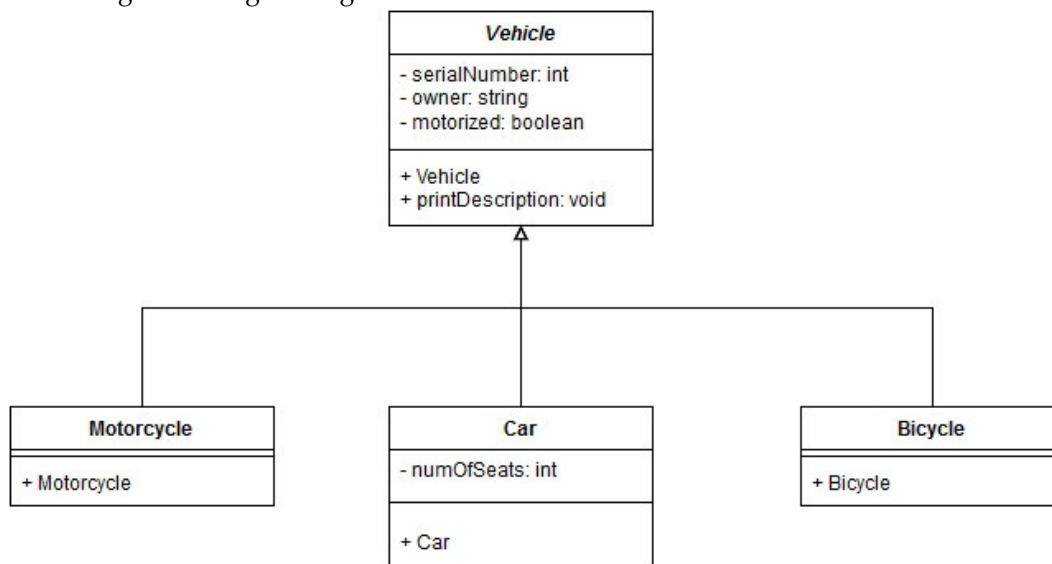 Vehicle
- serialNumber: int
- owner: string
- motorized: boolean
+ Vehicle
+ printDescription: void
Motorcycle
+ Motorcycle
Car
- numOfSeats: int
+ Car
Bicycle
+ Bicycle